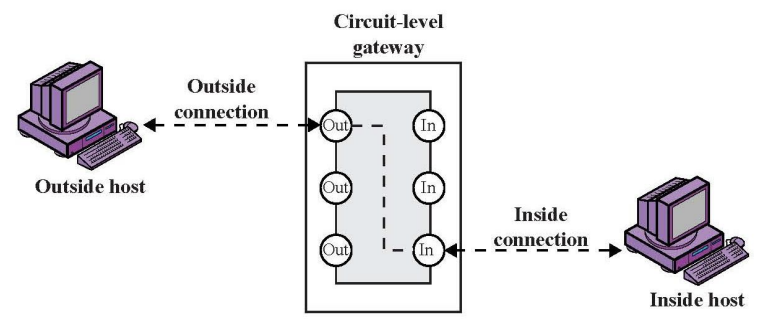 Circuit-level
gateway
Outside
connection
Out
In
Outside host
Out
In
Inside
connection
Out
In
Inside host